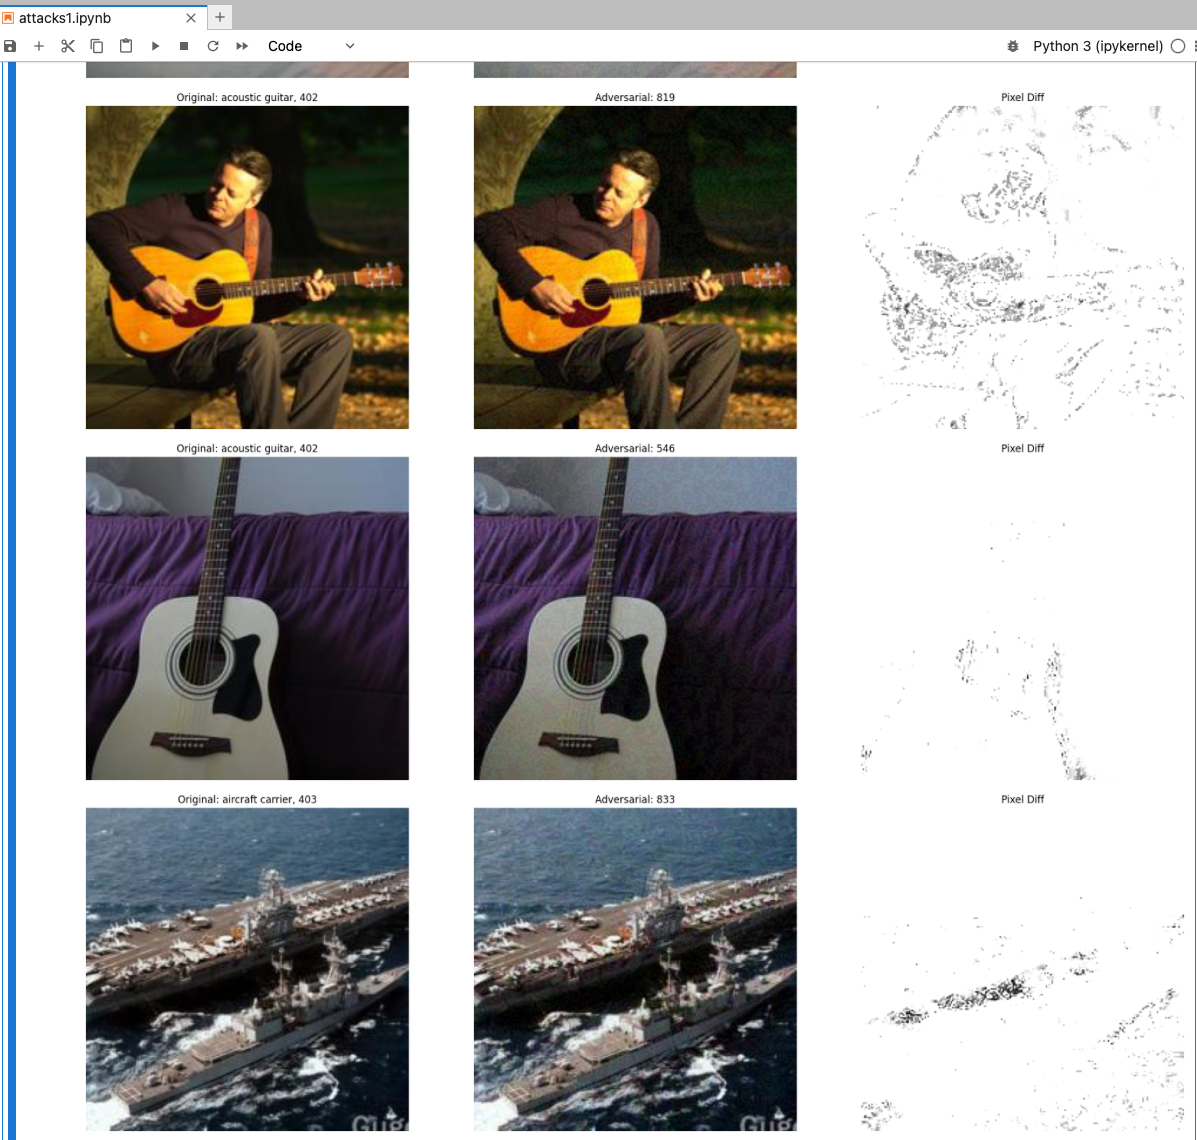 attacks1.ipynb
Code
Python 3 (ipykernel)
Original: acoustic guitar, 402
Adversarial: 819
Pixel Diff
Original: acoustic guitar, 402
Adversarial: 546
Pixel Diff
Original: aircraft carrier, 403
Adversarial: 833
Pixel Diff